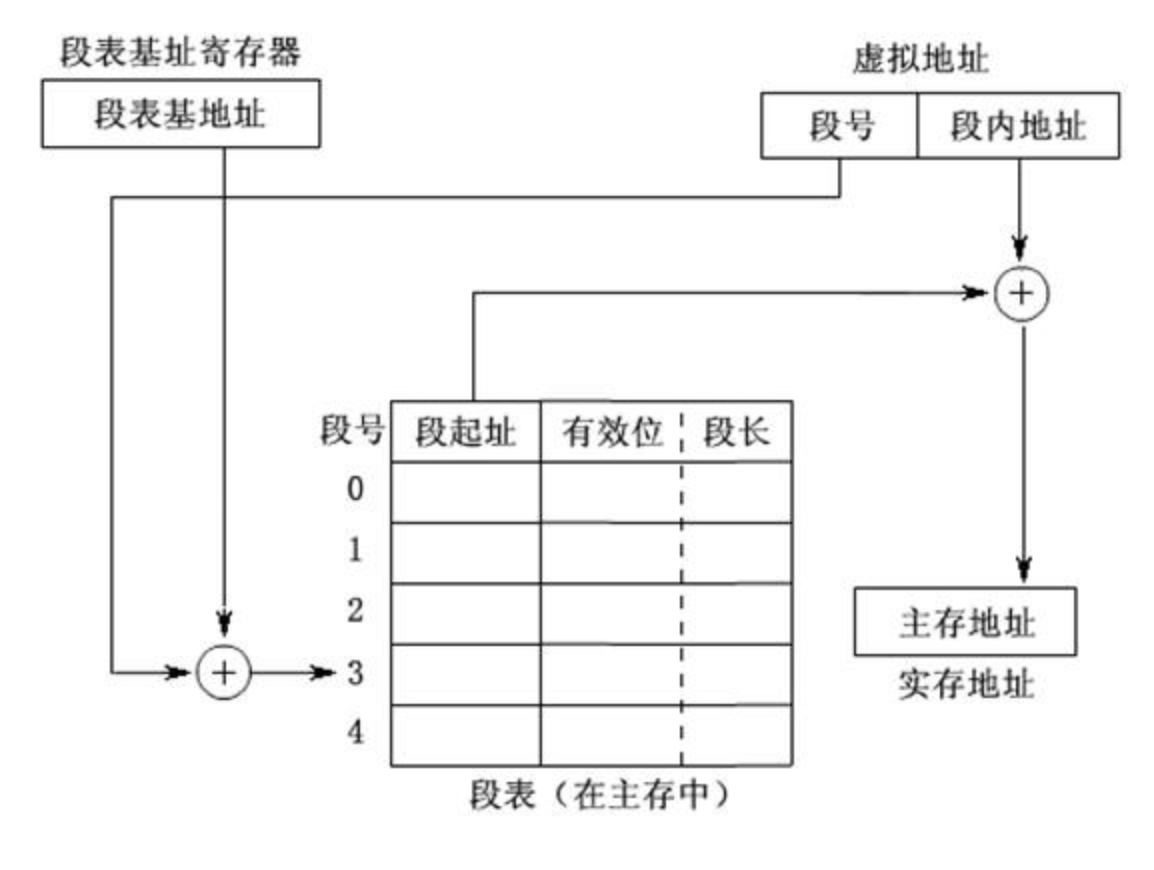 段表基址寄存器
虚拟地址
段表基地址
段号 段内地址
+
段号 段起址 有效位 段长
0
1
2
主存地址
+ 3
实存地址
4
段表（在主存中）